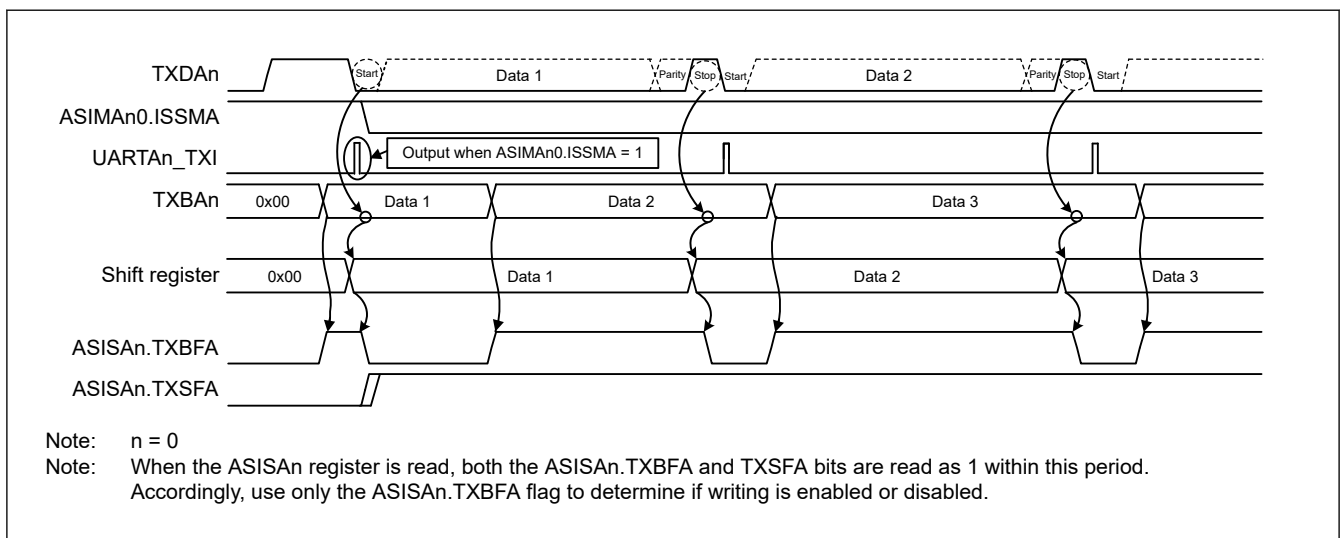 TXDAn Start Data 1 Parity Stop Start Data 2 Parity Stop Start
ASIMAn0.ISSMA
UARTAn_TXI Output when ASIMAn0.ISSMA = 1
TXBAn 0x00 Data 1 Data 2 Data 3
Shift register 0x00 Data 1 Data 2 Data 3
ASISAn.TXBFA
ASISAn.TXSFA
Note: n = 0
Note: When the ASISAn register is read, both the ASISAn.TXBFA and TXSFA bits are read as 1 within this period.
Accordingly, use only the ASISAn.TXBFA flag to determine if writing is enabled or disabled.